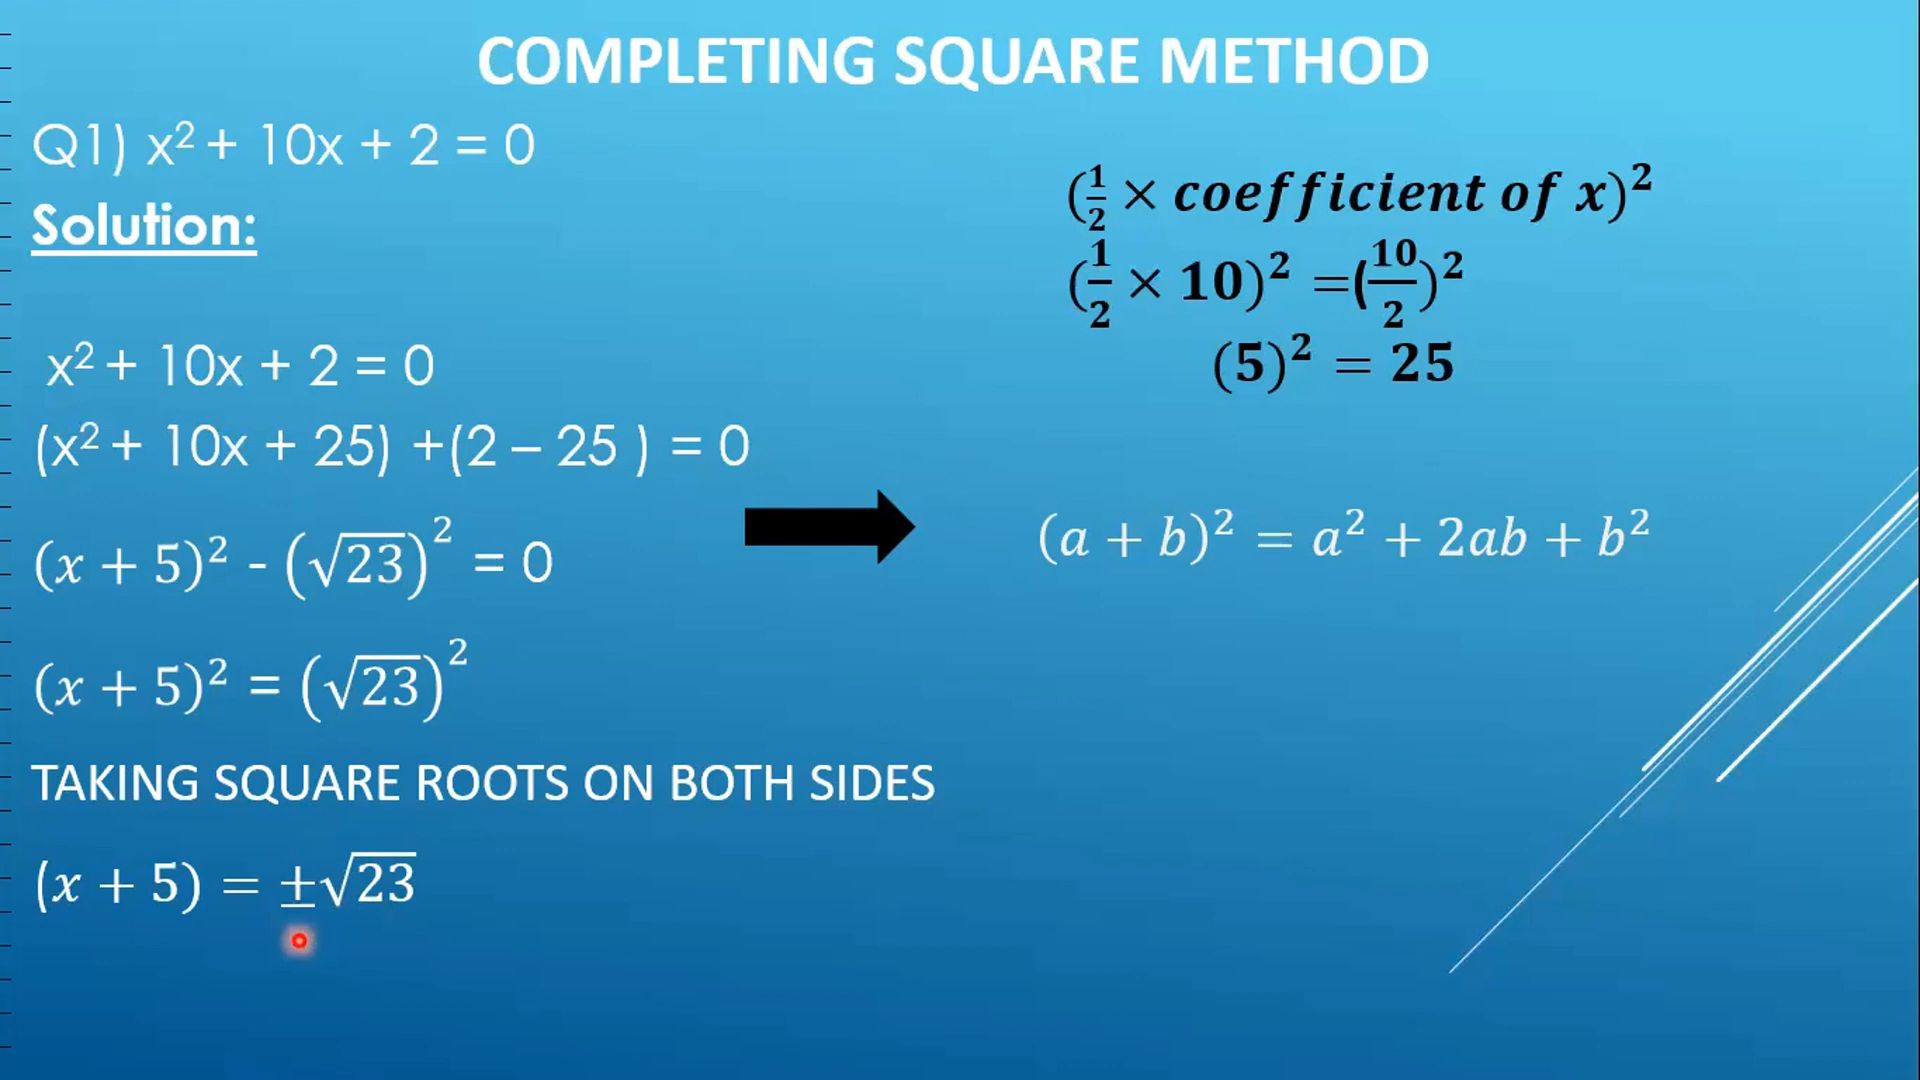 COMPLETING SQUARE METHOD
Q1) x² + 10x + 2 = 0
Solution:
x² + 10x + 2 = 0
(x² + 10x + 25) +(2 – 25 ) = 0
(x + 5)² - (√23)² = 0
(x + 5)² = (√23)²
TAKING SQUARE ROOTS ON BOTH SIDES
(x + 5) = ±√23
(1/2 × coefficient of x)²
(1/2 × 10)² =(10/2)²
(5)² = 25
(a + b)² = a² + 2ab + b²